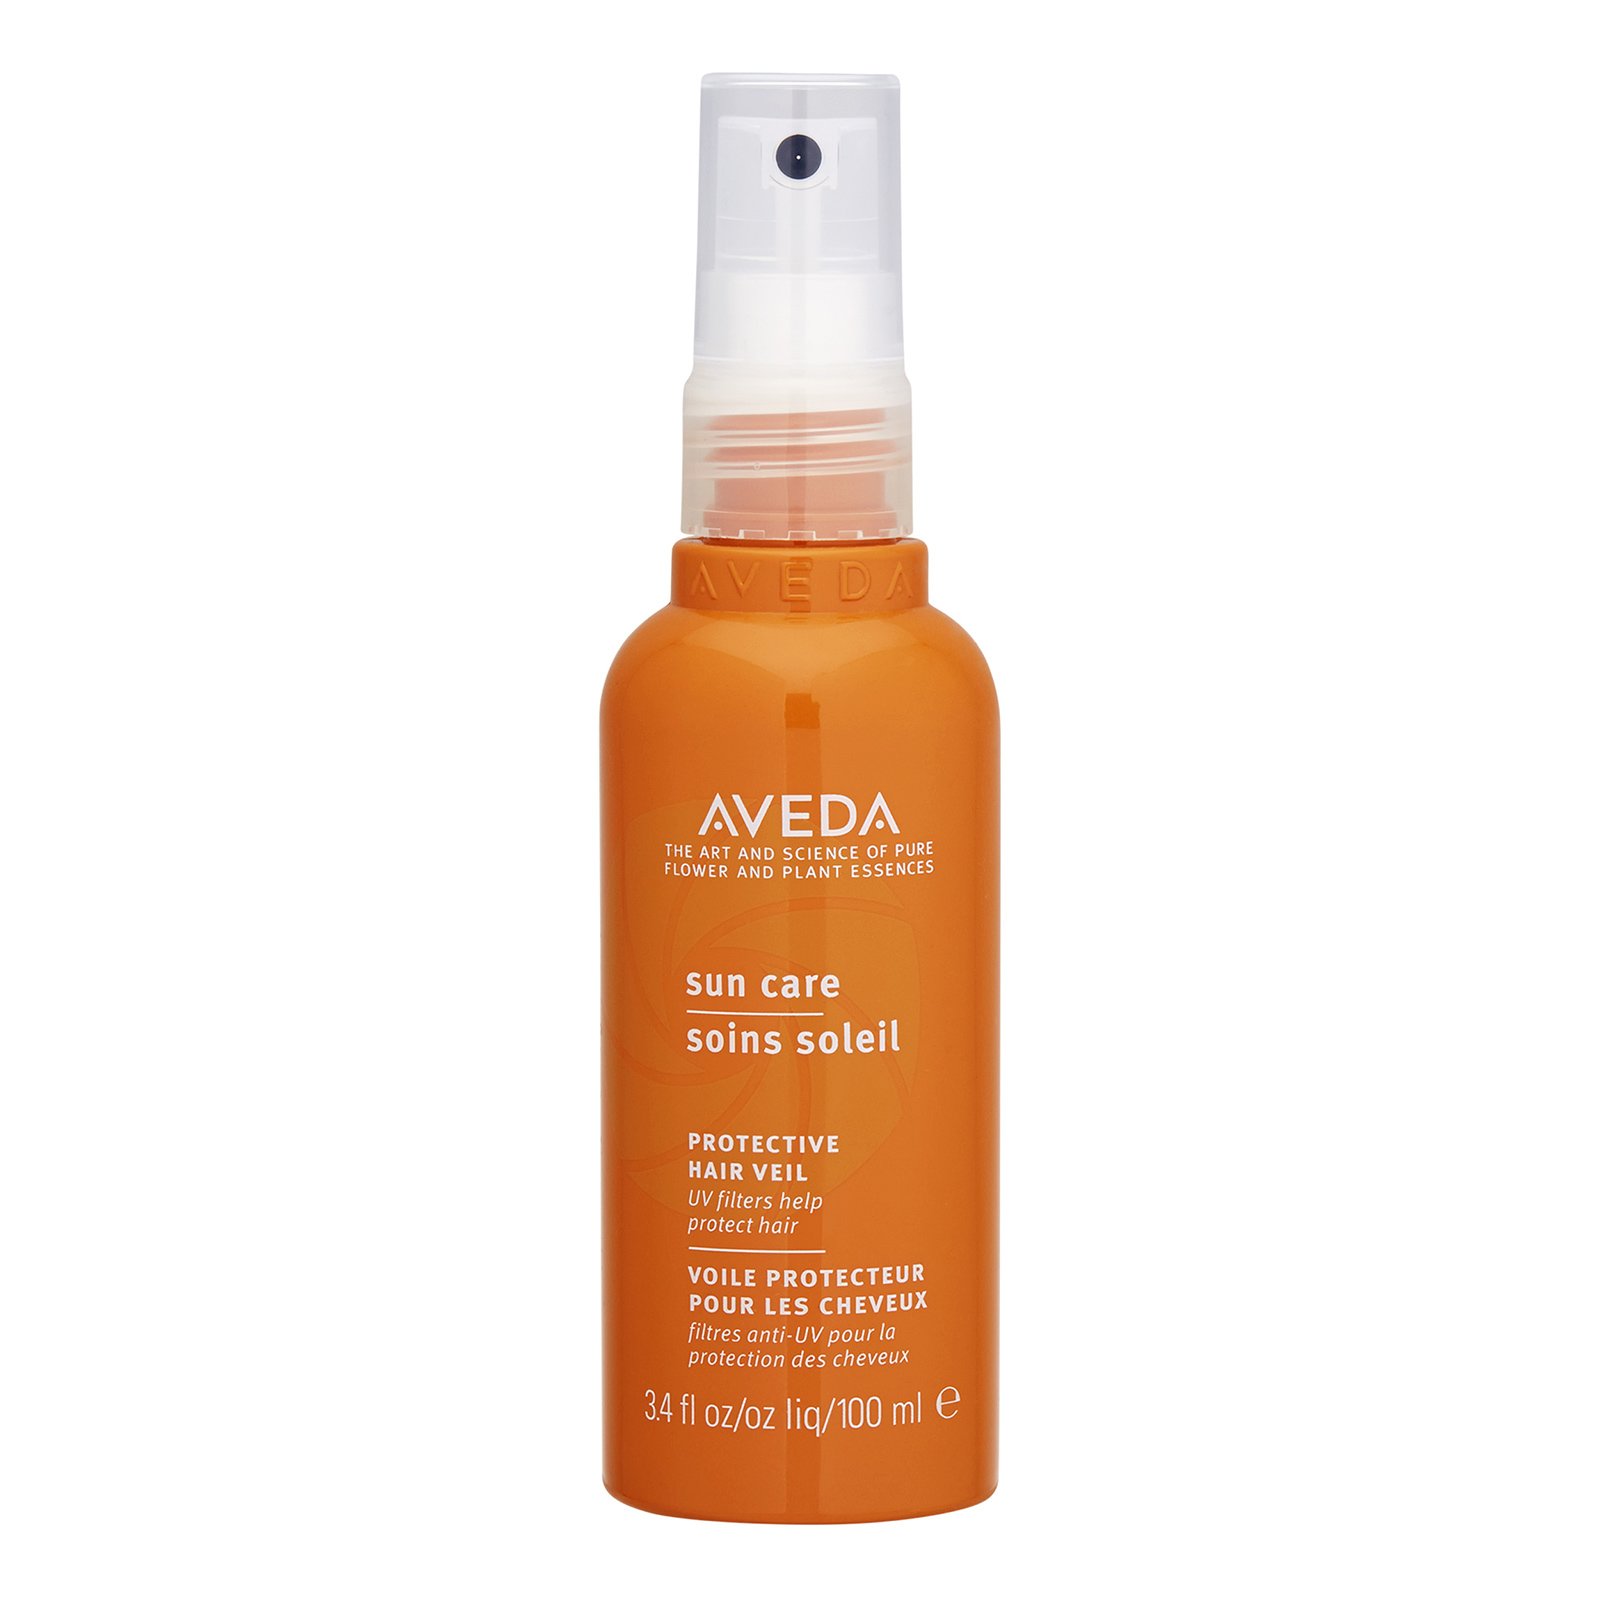 AVEDA
AVEDA
THE ART AND SCIENCE OF PURE
FLOWER AND PLANT ESSENCES
sun care
soins soleil
PROTECTIVE
HAIR VEIL
UV filters help
protect hair
VOILE PROTECTEUR
POUR LES CHEVEUX
filtres anti-UV pour la
protection des cheveux
3.4 fl oz/oz liq/100 ml ℮